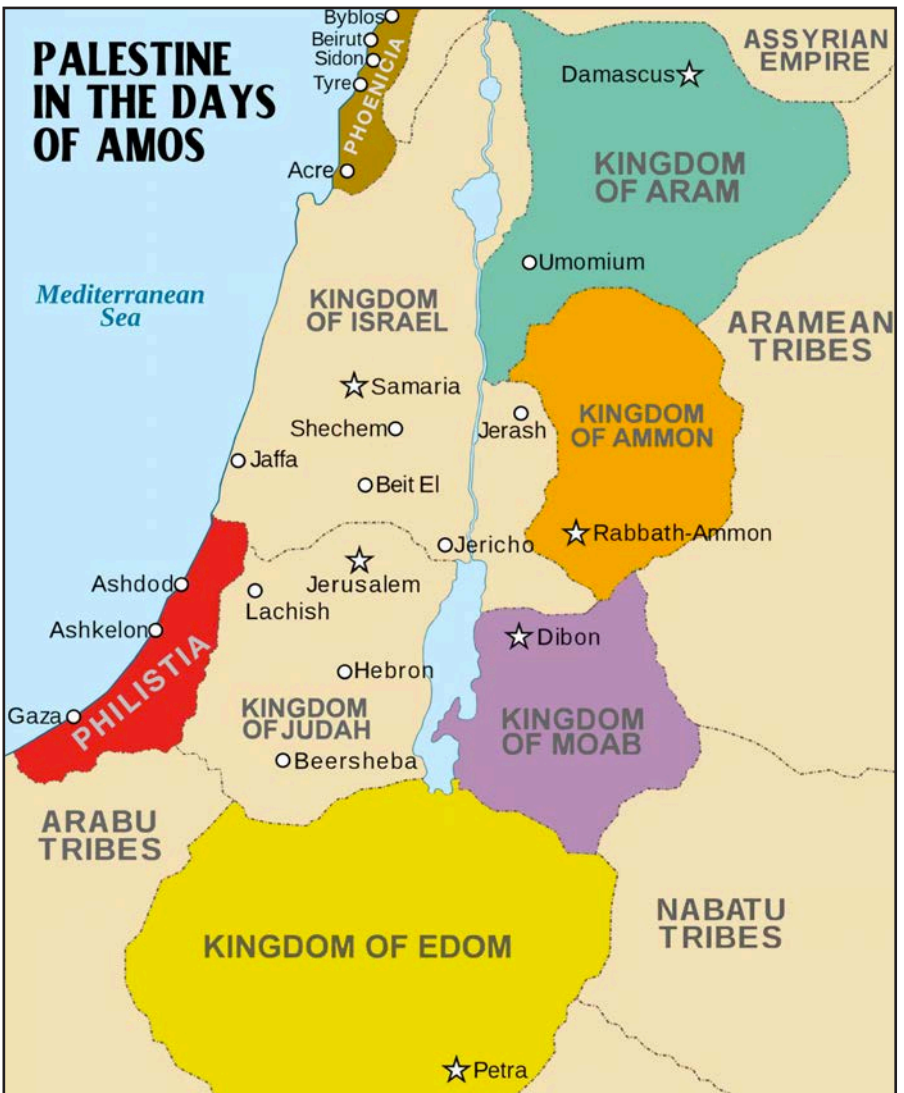 PALESTINE
IN THE DAYS
OF AMOS
Byblos
Beirut
Sidon
Tyre
PHOENICIA
Acre
Damascus
ASSYRIAN
EMPIRE
KINGDOM
OF ARAM
Umomium
Mediterranean
Sea
KINGDOM
OF ISRAEL
ARAMEAN
TRIBES
Samaria
Shechem
Jerash
KINGDOM
OF AMMON
Jaffa
Beit El
Rabbath-Ammon
Jericho
Jerusalem
Ashdod
Lachish
Ashkelon
PHILISTIA
Dibon
Hebron
Gaza
KINGDOM
OF JUDAH
KINGDOM
OF MOAB
Beersheba
ARABU
TRIBES
NABATU
TRIBES
KINGDOM OF EDOM
Petra